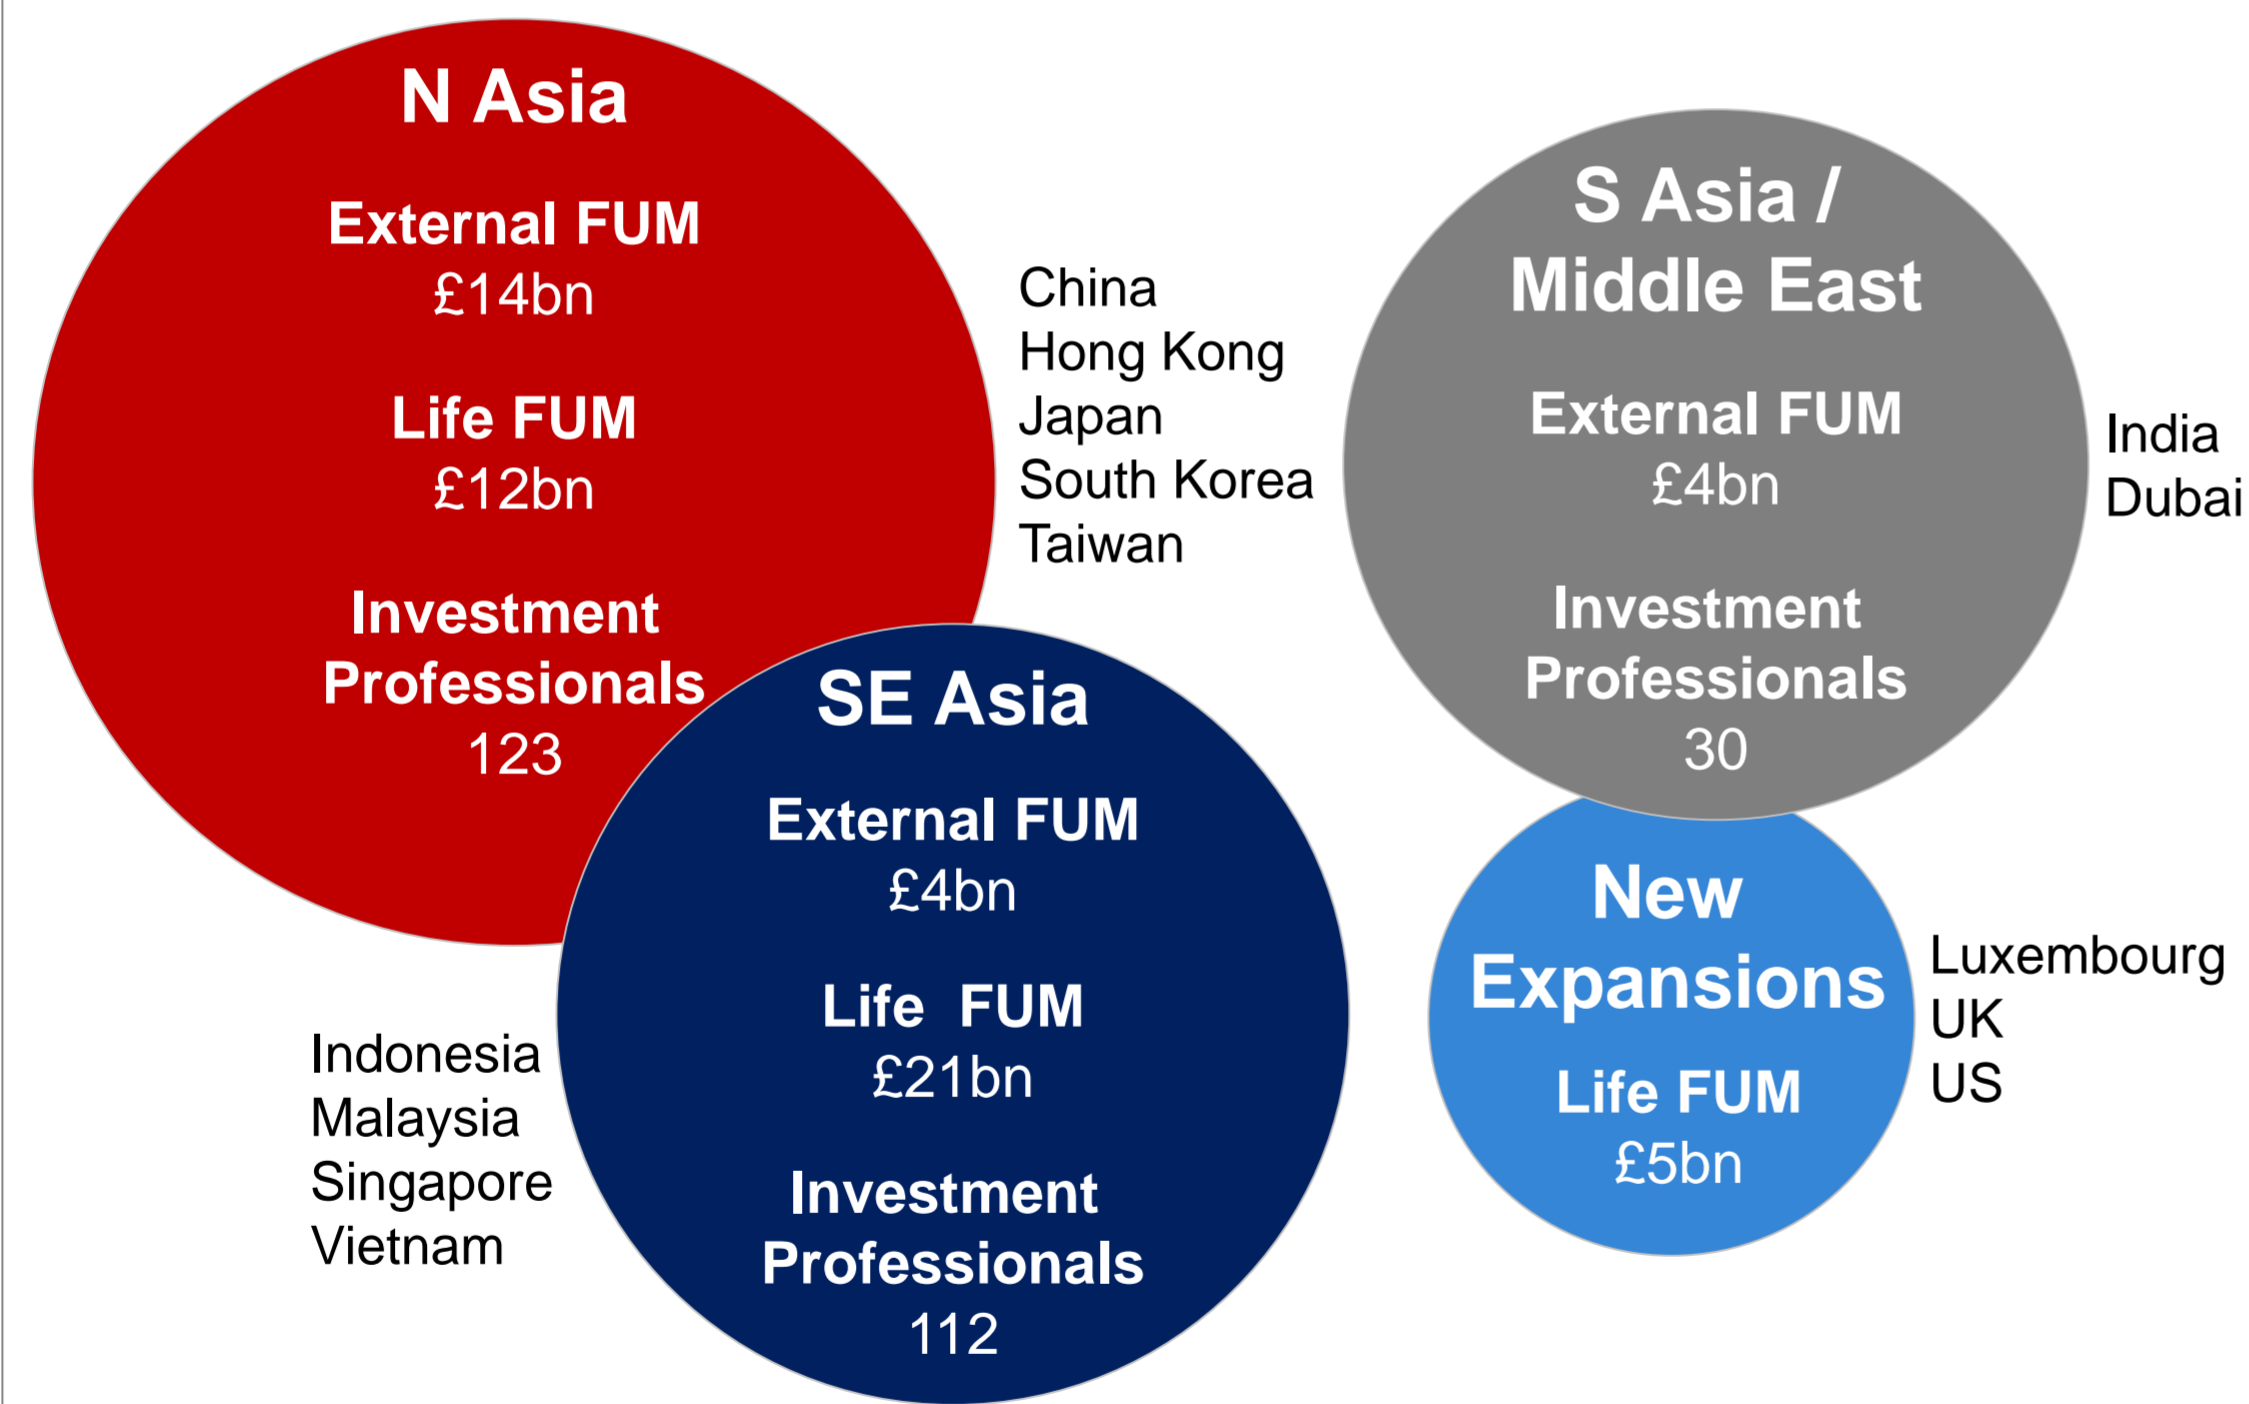 N Asia
External FUM
£14bn
Life FUM
£12bn
Investment
Professionals
123
China
Hong Kong
Japan
South Korea
Taiwan
SE Asia
External FUM
£4bn
Life FUM
£21bn
Investment
Professionals
112
Indonesia
Malaysia
Singapore
Vietnam
S Asia /
Middle East
External FUM
£4bn
Investment
Professionals
30
India
Dubai
New
Expansions
Life FUM
£5bn
Luxembourg
UK
US